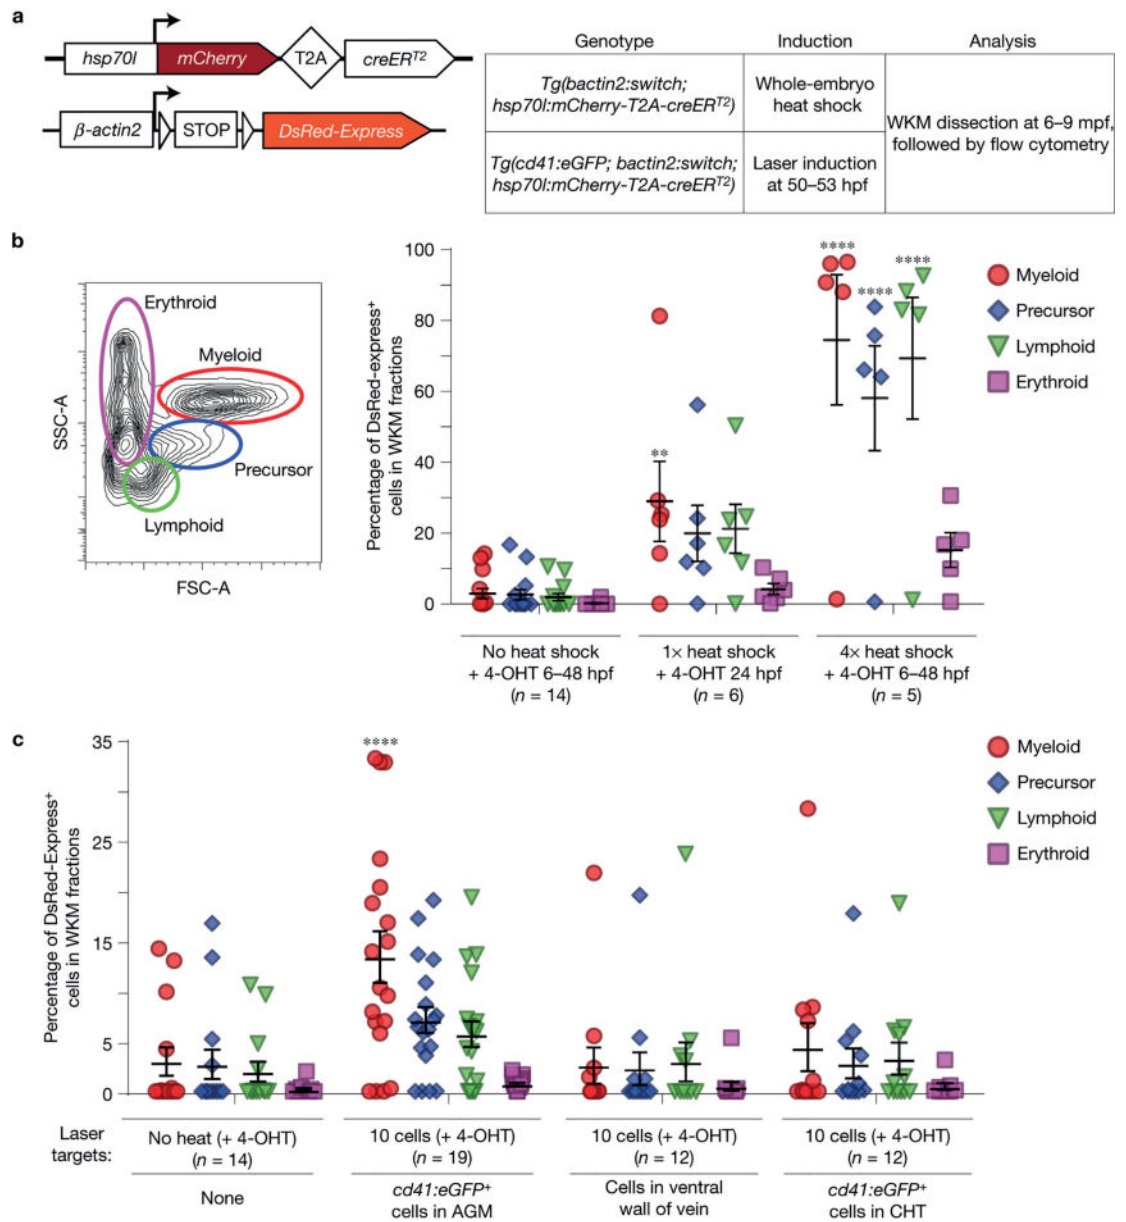 a
hsp70l mCherry T2A creERT2
β-actin2 STOP DsRed-Express
Genotype Induction Analysis
Tg(bactin2:switch;
hsp70l:mCherry-T2A-creERT2)
Whole-embryo
heat shock
WKM dissection at 6–9 mpf,
followed by flow cytometry
Tg(cd41:eGFP; bactin2:switch;
hsp70l:mCherry-T2A-creERT2)
Laser induction
at 50–53 hpf
b
Erythroid
Myeloid
Precursor
Lymphoid
SSC-A
FSC-A
Percentage of DsRed-express+
cells in WKM fractions
100
80
60
40
20
0
**
****
****
****
Myeloid
Precursor
Lymphoid
Erythroid
No heat shock
+ 4-OHT 6–48 hpf
(n = 14)
1× heat shock
+ 4-OHT 24 hpf
(n = 6)
4× heat shock
+ 4-OHT 6–48 hpf
(n = 5)
c
Percentage of DsRed-Express+
cells in WKM fractions
35
25
15
5
0
****
Myeloid
Precursor
Lymphoid
Erythroid
Laser
targets:
No heat (+ 4-OHT)
(n = 14)
None
10 cells (+ 4-OHT)
(n = 19)
cd41:eGFP+
cells in AGM
10 cells (+ 4-OHT)
(n = 12)
Cells in ventral
wall of vein
10 cells (+ 4-OHT)
(n = 12)
cd41:eGFP+
cells in CHT